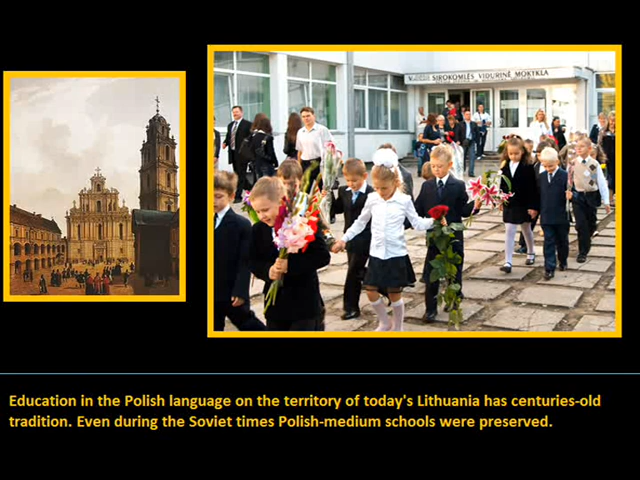 SIROKOMLĖS VIDURINĖ MOKYKLA
Education in the Polish language on the territory of today's Lithuania has centuries-old
tradition. Even during the Soviet times Polish-medium schools were preserved.